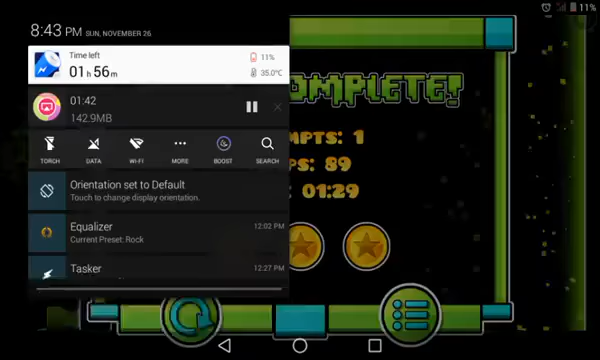 8:43 PM SUN, NOVEMBER 26
11%
Time left
01h 56m
11%
35.0°C
01:42
142.9MB
TORCH DATA WI-FI MORE BOOST SEARCH
Orientation set to Default
Touch to change display orientation.
Equalizer 12:02 PM
Current Preset: Rock
Tasker 12:27 PM
OMPLETE!
MPTS: 1
PS: 89
: 01:29